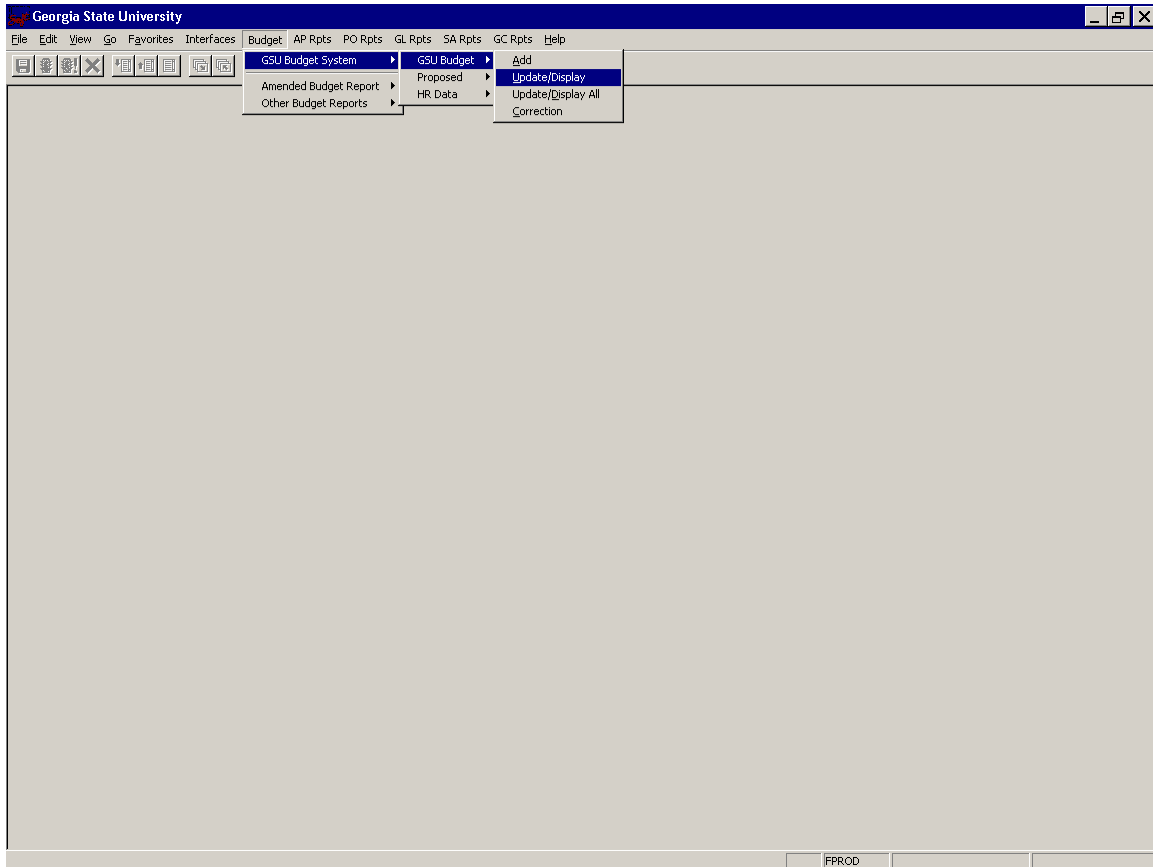 Georgia State University
File Edit View Go Favorites Interfaces Budget AP Rpts PO Rpts GL Rpts SA Rpts GC Rpts Help
GSU Budget System GSU Budget Add
Proposed Update/Display
Amended Budget Report HR Data Update/Display All
Other Budget Reports Correction
FPROD